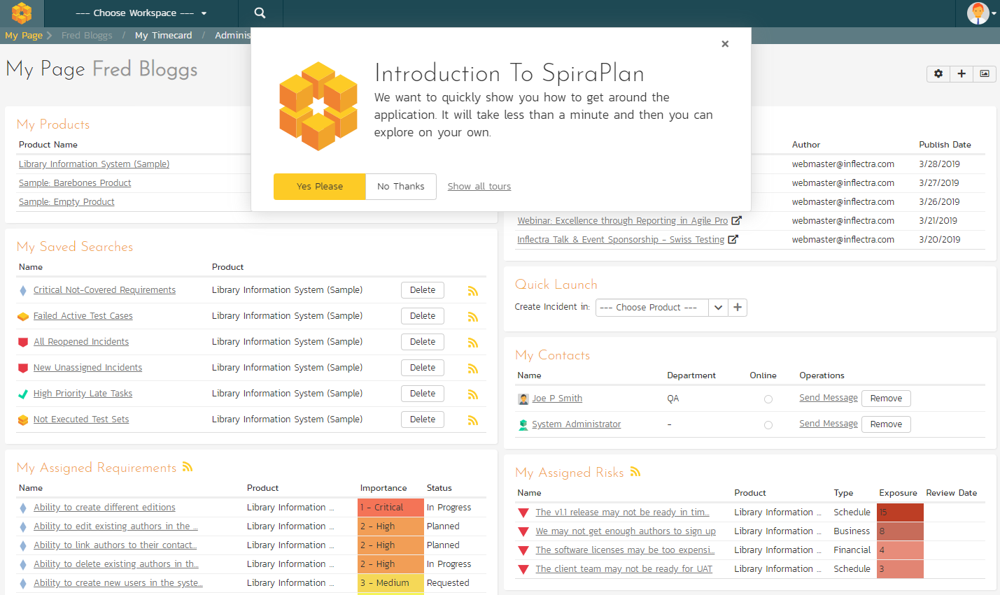 --- Choose Workspace ---
My Page Fred Bloggs / My Timecard / Adminis
My Page Fred Bloggs
×
Introduction To SpiraPlan
We want to quickly show you how to get around the
application. It will take less than a minute and then you can
explore on your own.
Yes Please No Thanks Show all tours
My Products
Product Name
Library Information System (Sample)
Sample: Barebones Product
Sample: Empty Product
Author Publish Date
webmaster@inflectra.com 3/28/2019
webmaster@inflectra.com 3/27/2019
webmaster@inflectra.com 3/26/2019
Webinar: Excellence through Reporting in Agile Pro webmaster@inflectra.com 3/21/2019
Inflectra Talk & Event Sponsorship - Swiss Testing webmaster@inflectra.com 3/20/2019
My Saved Searches
Name Product
Critical Not-Covered Requirements Library Information System (Sample) Delete
Failed Active Test Cases Library Information System (Sample) Delete
All Reopened Incidents Library Information System (Sample) Delete
New Unassigned Incidents Library Information System (Sample) Delete
High Priority Late Tasks Library Information System (Sample) Delete
Not Executed Test Sets Library Information System (Sample) Delete
Quick Launch
Create Incident in: --- Choose Product ---
My Contacts
Name Department Online Operations
Joe P Smith QA Send Message Remove
System Administrator - Send Message Remove
My Assigned Requirements
Name Product Importance Status
Ability to create different editions Library Information ... 1 - Critical In Progress
Ability to edit existing authors in the ... Library Information ... 2 - High Planned
Ability to link authors to their contact... Library Information ... 2 - High Planned
Ability to delete existing authors in th... Library Information ... 2 - High In Progress
Ability to create new users in the syste... Library Information ... 3 - Medium Requested
My Assigned Risks
Name Product Type Exposure Review Date
The v1.1 release may not be ready in tim... Library Information ... Schedule 15
We may not get enough authors to sign up Library Information ... Business 8
The software licenses may be too expensi... Library Information ... Financial 4
The client team may not be ready for UAT Library Information ... Schedule 3